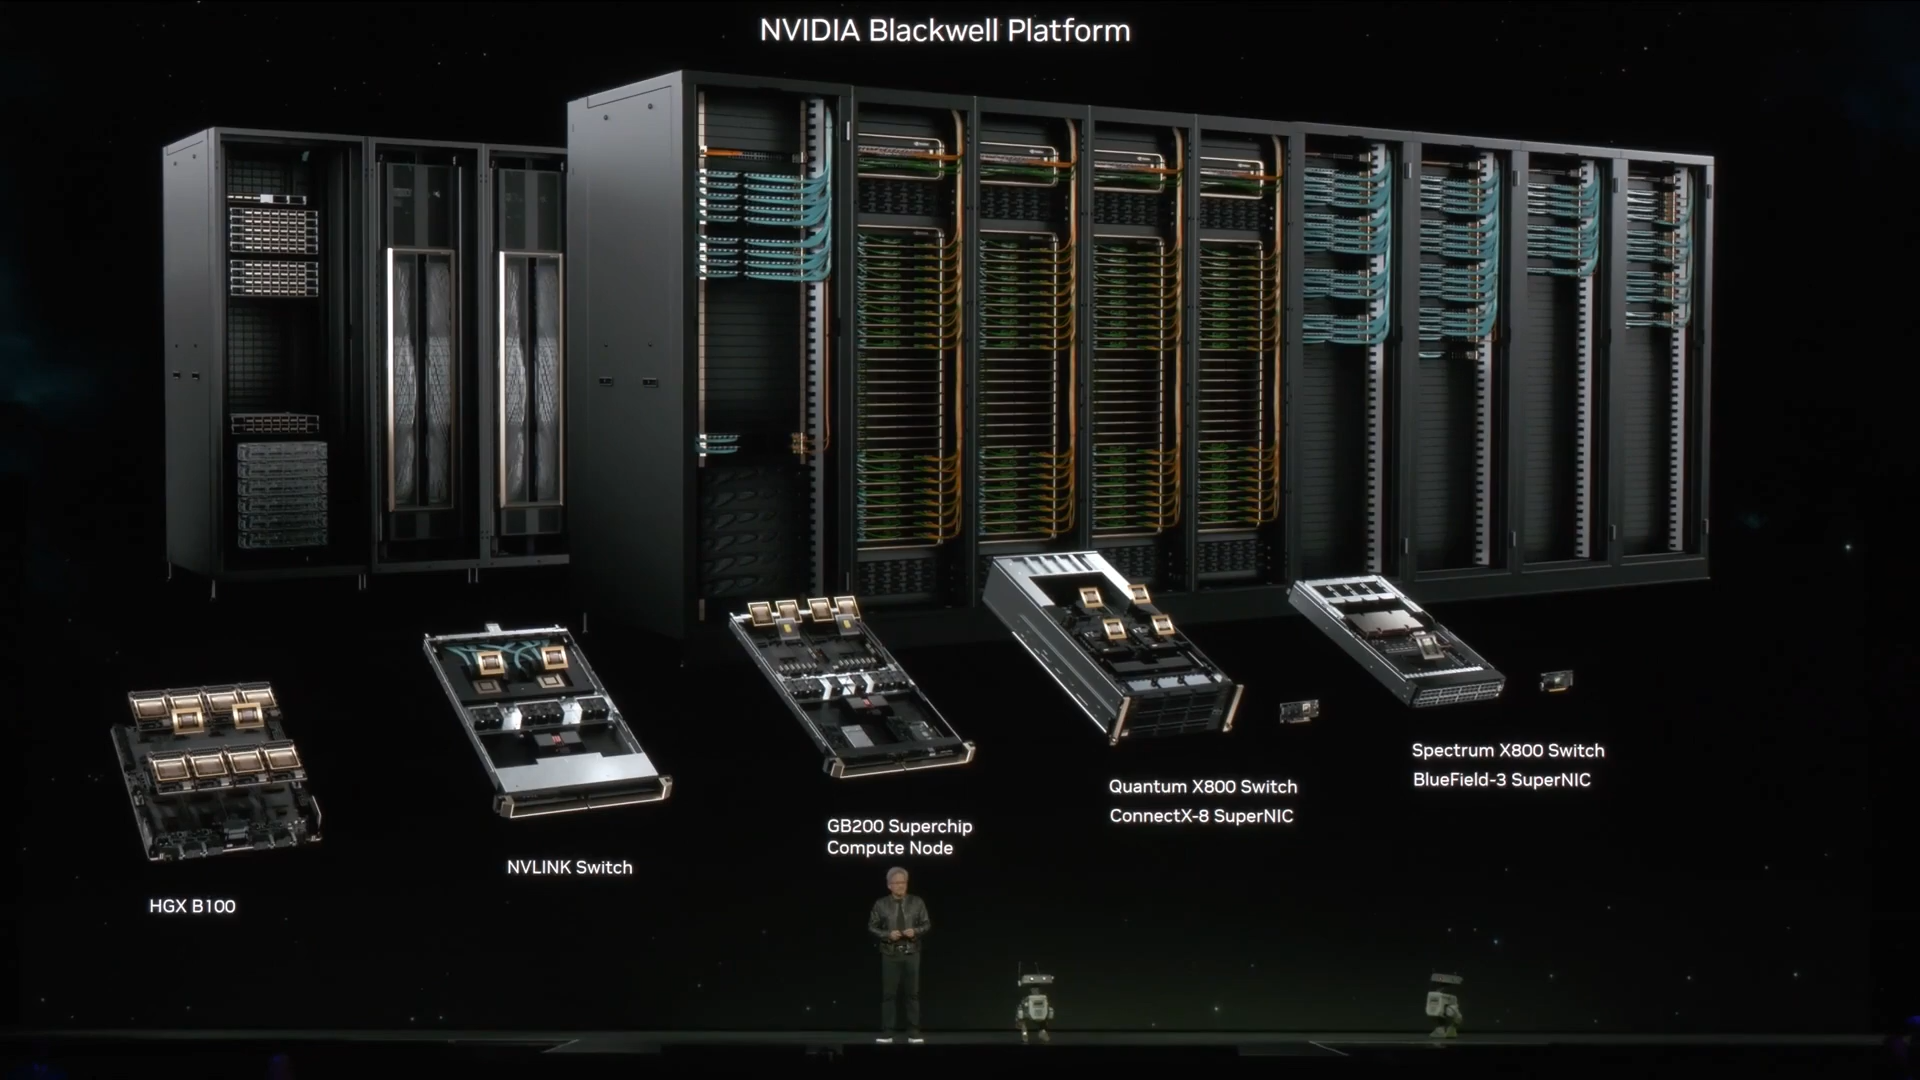 NVIDIA Blackwell Platform
HGX B100
NVLINK Switch
GB200 Superchip
Compute Node
Quantum X800 Switch
ConnectX-8 SuperNIC
Spectrum X800 Switch
BlueField-3 SuperNIC